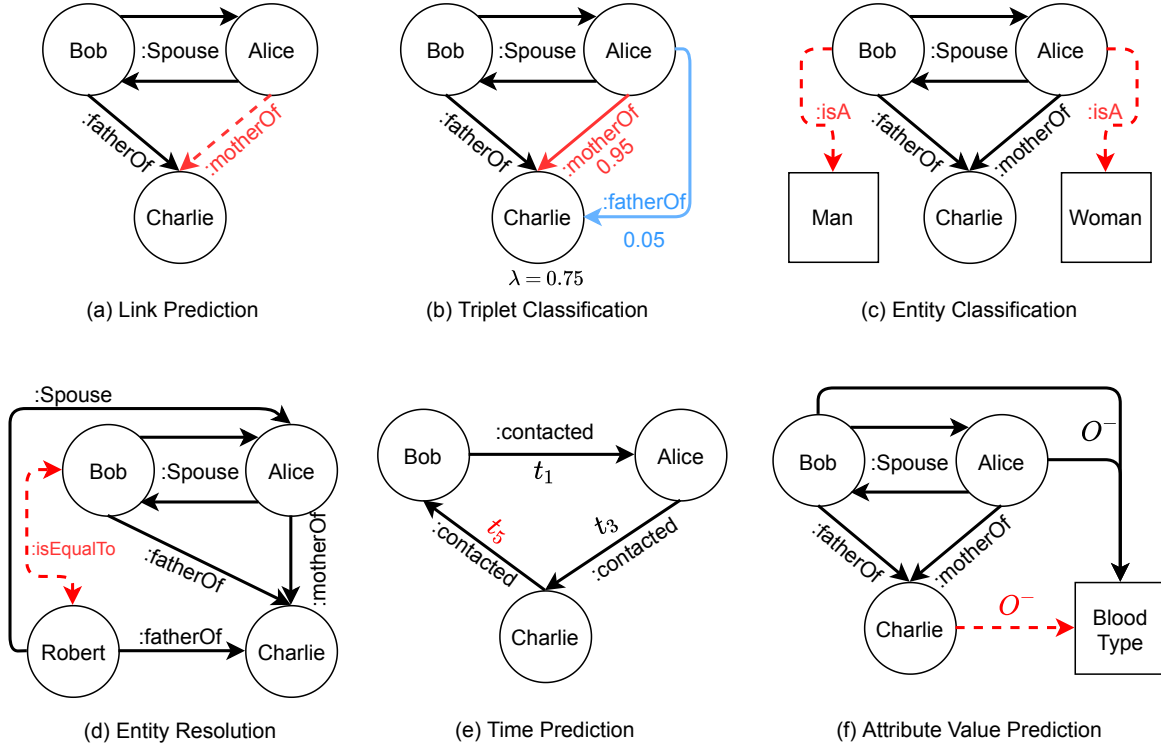 Bob
:Spouse
Alice
:fatherOf
:motherOf
Charlie
(a) Link Prediction
Bob
:Spouse
Alice
:fatherOf
:motherOf
0.95
:fatherOf
Charlie
0.05
λ = 0.75
(b) Triplet Classification
Bob
:Spouse
Alice
:isA
:isA
:fatherOf
:motherOf
Man
Charlie
Woman
(c) Entity Classification
:Spouse
Bob
:Spouse
Alice
:isEqualTo
:fatherOf
:motherOf
Robert
:fatherOf
Charlie
(d) Entity Resolution
:contacted
Bob
Alice
t₁
t₅
t₃
:contacted
:contacted
Charlie
(e) Time Prediction
O⁻
Bob
:Spouse
Alice
:fatherOf
:motherOf
O⁻
Charlie
Blood
Type
(f) Attribute Value Prediction